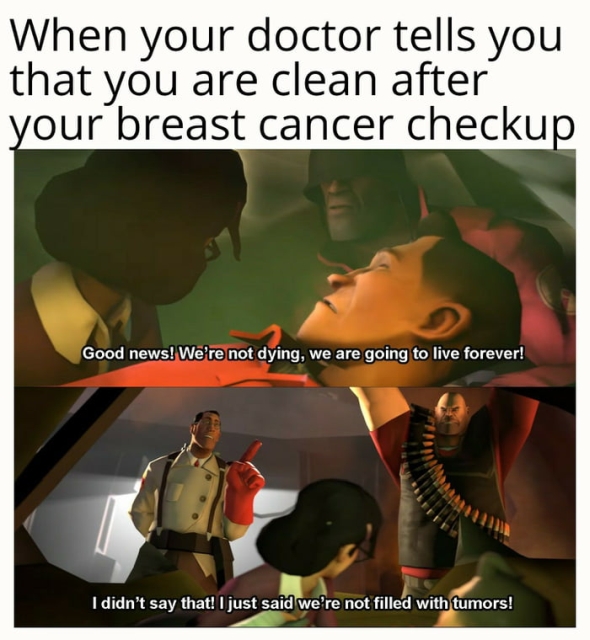 When your doctor tells you
that you are clean after
your breast cancer checkup
Good news! We're not dying, we are going to live forever!
I didn't say that! I just said we're not filled with tumors!